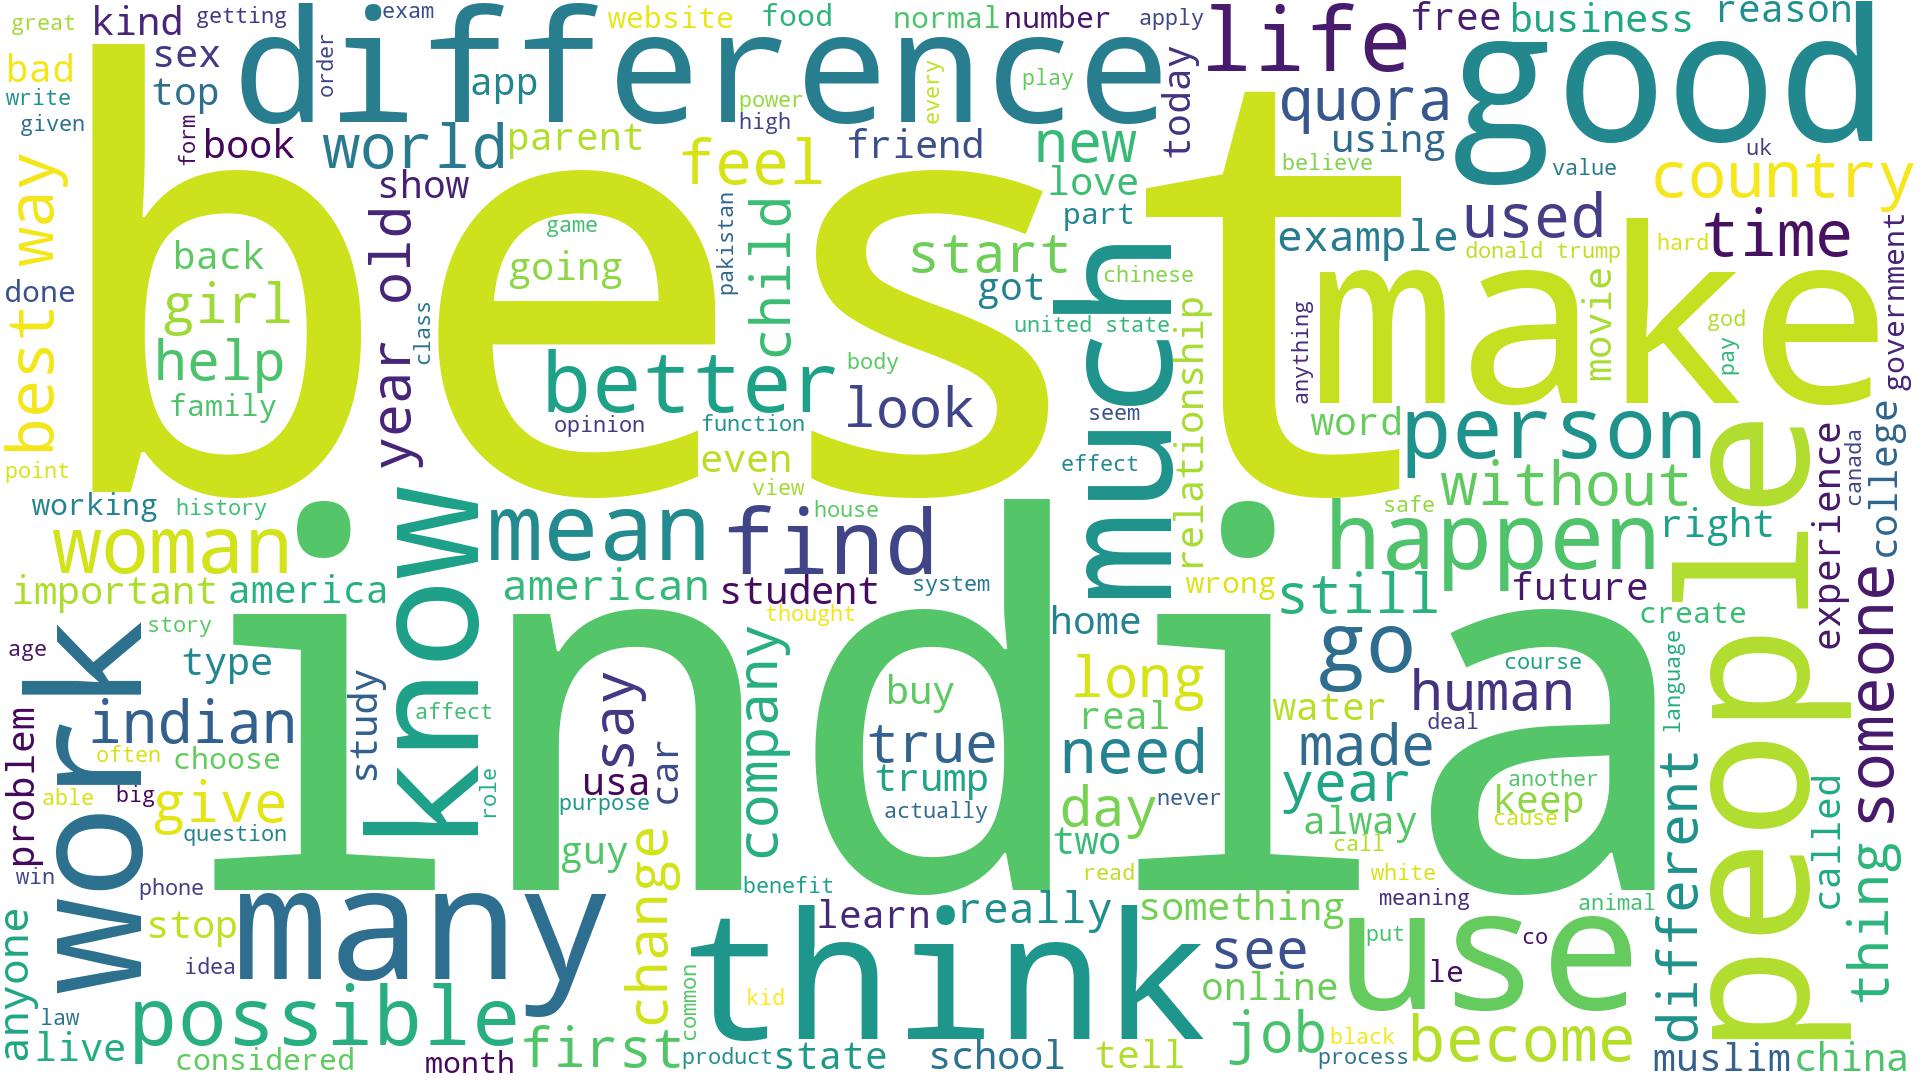 great
kind
getting
exam
website
food
normal
number
apply
life
free
business
reason
bad
sex
order
difference
app
every
play
today
quora
good
write
top
power
given
form
book
world
parent
high
feel
friend
new
using
believe
value
uk
country
way
show
love
part
best
make
back
game
pakistan
child
start
used
example
donald trump
hard
time
government
girl
going
got
chinese
much
done
best
year old
class
united state
relationship
anything
movie
god
pay
help
family
better
body
look
opinion
function
seem
word
person
college
point
even
view
effect
without
experience
canada
people
working
history
know
mean
find
house
safe
happen
right
woman
india
important
america
american
student
system
wrong
still
future
create
someone
thought
home
go
story
age
work
type
study
company
say
long
course
language
human
indian
affect
buy
real
water
deal
often
choose
car
true
need
made
problem
able
big
give
role
usa
trump
purpose
actually
day
never
year
another
keep
cause
different
called
question
guy
change
two
alway
call
win
phone
benefit
read
white
meaning
animal
thing
stop
many
learn
really
something
use
anyone
idea
think
see
put
co
le
possible
common
kid
online
law
live
considered
month
first
product
state
school
tell
job
black
process
become
muslim
china